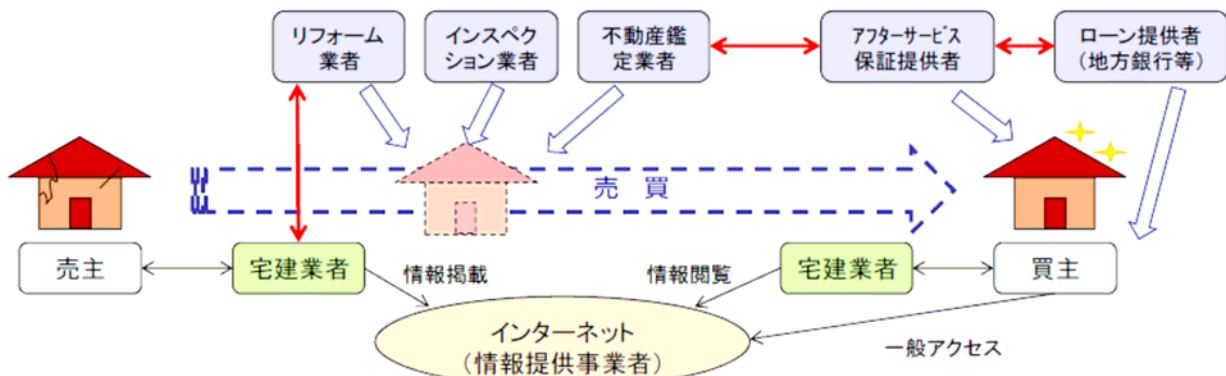 リフォーム
業者
インスペク
ション業者
不動産鑑
定業者
ｱﾌﾀｰｻｰﾋﾞｽ
保証提供者
ローン提供者
（地方銀行等）
売 買
売主
宅建業者
情報掲載
情報閲覧
宅建業者
買主
インターネット
（情報提供事業者）
一般アクセス